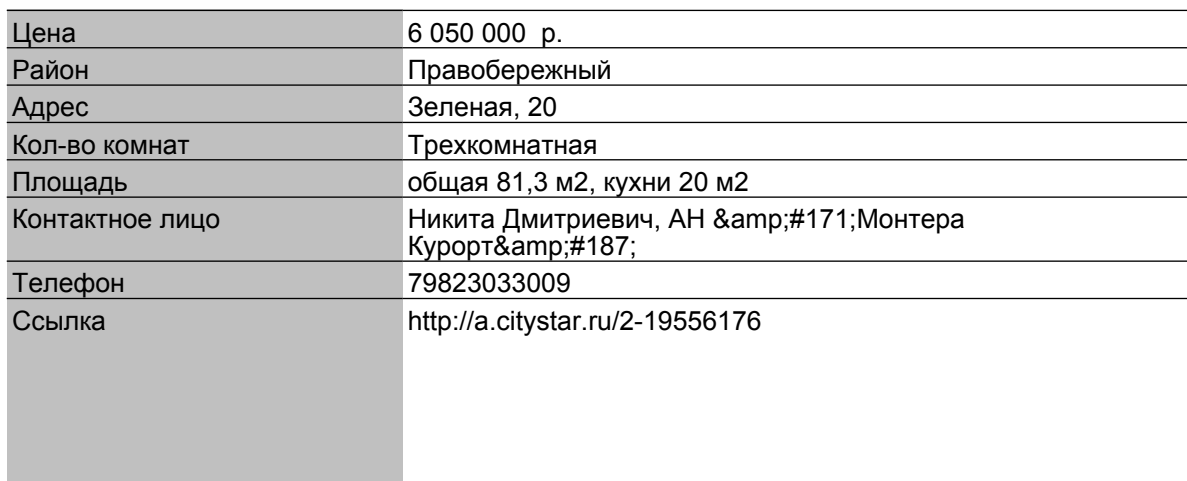 Цена 6 050 000 р.
Район Правобережный
Адрес Зеленая, 20
Кол-во комнат Трехкомнатная
Площадь общая 81,3 м2, кухни 20 м2
Контактное лицо Никита Дмитриевич, АН &amp;#171;Монтера
Курорт&amp;#187;
Телефон 79823033009
Ссылка http://a.citystar.ru/2-19556176